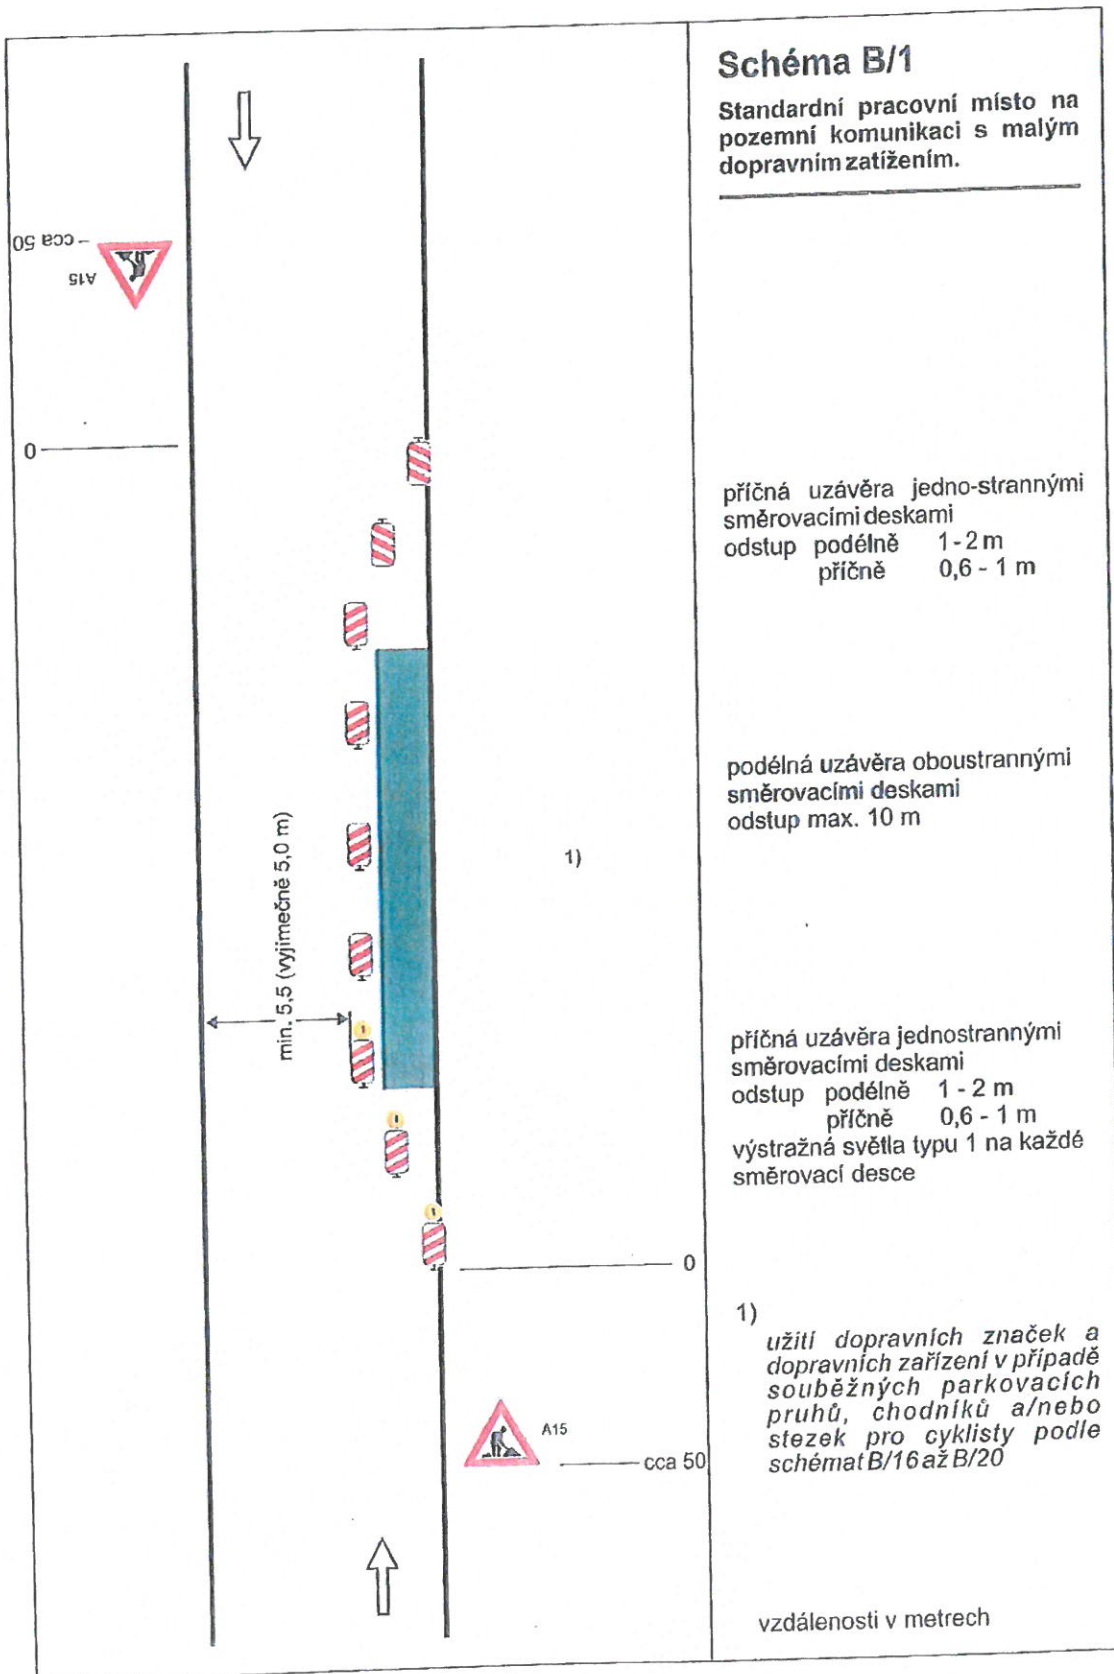 Schéma B/1
Standardní pracovní místo na
pozemní komunikaci s malým
dopravním zatížením.
cca 50
A15
0
příčná uzávěra jedno-strannými
směrovacími deskami
odstup podélně 1-2 m
příčně 0,6 - 1 m
podélná uzávěra oboustrannými
směrovacími deskami
odstup max. 10 m
min. 5,5 (vyjímečně 5,0 m)
1)
příčná uzávěra jednostrannými
směrovacími deskami
odstup podélně 1 - 2 m
příčně 0,6 - 1 m
výstražná světla typu 1 na každé
směrovací desce
1
1
1
0
1)
užití dopravních značek a
dopravních zařízení v případě
souběžných parkovacích
pruhů, chodníků a/nebo
stezek pro cyklisty podle
schémat B/16 až B/20
A15
cca 50
vzdálenosti v metrech